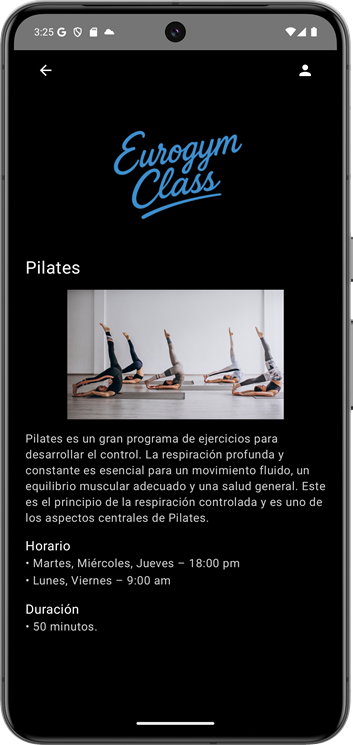 3:25
Eurogym
Class
Pilates
Pilates es un gran programa de ejercicios para
desarrollar el control. La respiración profunda y
constante es esencial para un movimiento fluido, un
equilibrio muscular adecuado y una salud general. Este
es el principio de la respiración controlada y es uno de
los aspectos centrales de Pilates.
Horario
• Martes, Miércoles, Jueves – 18:00 pm
• Lunes, Viernes – 9:00 am
Duración
• 50 minutos.